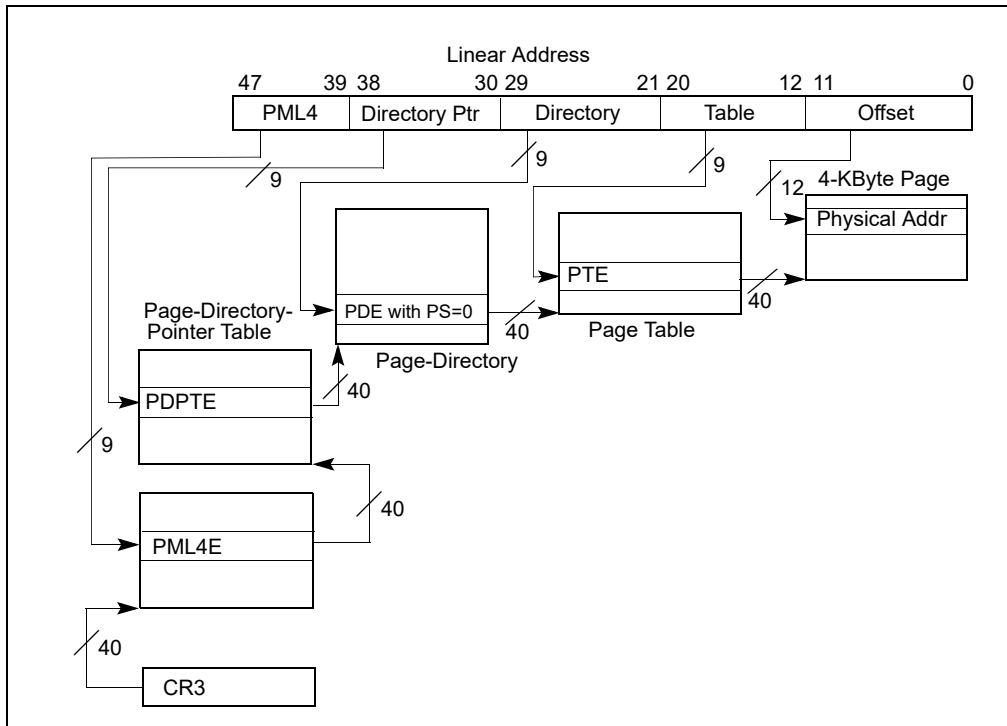 Linear Address
47 39 38 30 29 21 20 12 11 0
PML4 Directory Ptr Directory Table Offset
9 9 9 12 4-KByte Page
Physical Addr
PTE
40
PDE with PS=0
40
Page Table
Page-Directory-
Pointer Table
Page-Directory
40
PDPTE
9
40
PML4E
40
CR3